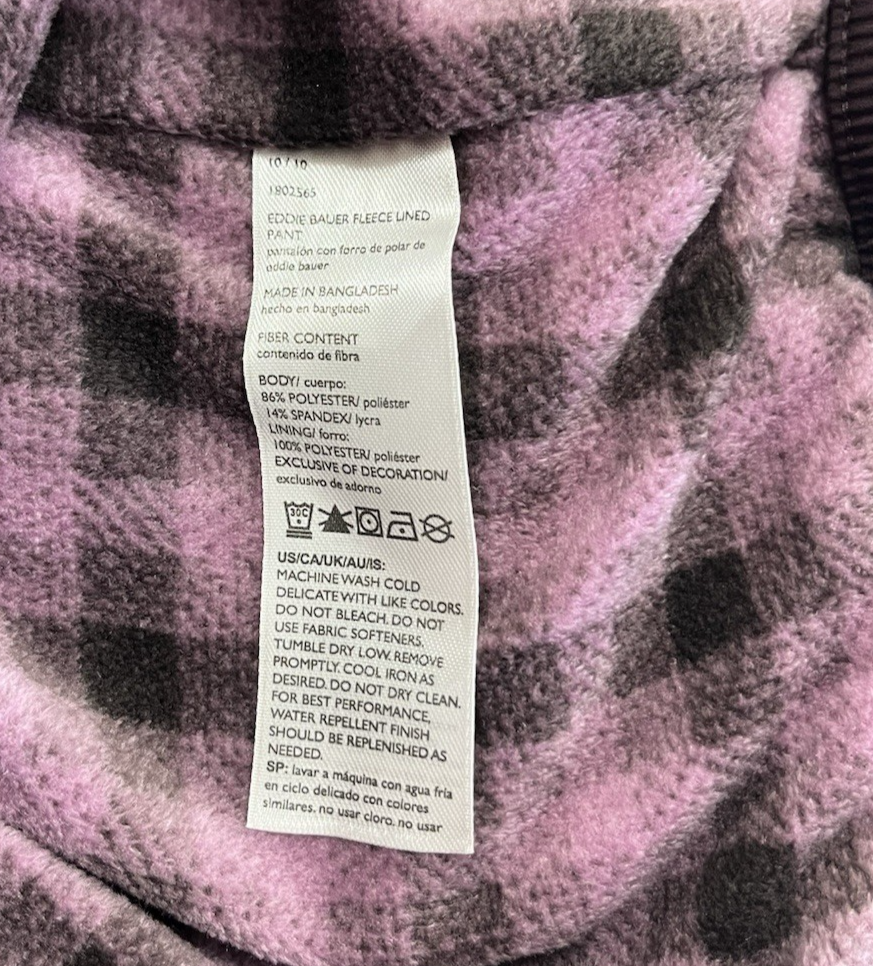 10/10
1802565
EDDIE BAUER FLEECE LINED
PANT
pantalón con forro de polar de
eddie bauer
MADE IN BANGLADESH
hecho en bangladesh
FIBER CONTENT
contenido de fibra
BODY/ cuerpo:
86% POLYESTER/ poliéster
14% SPANDEX/ lycra
LINING/ forro:
100% POLYESTER/ poliéster
EXCLUSIVE OF DECORATION/
exclusivo de adorno
30C
US/CA/UK/AU/IS:
MACHINE WASH COLD
DELICATE WITH LIKE COLORS.
DO NOT BLEACH. DO NOT
USE FABRIC SOFTENERS.
TUMBLE DRY LOW. REMOVE
PROMPTLY. COOL IRON AS
DESIRED. DO NOT DRY CLEAN.
FOR BEST PERFORMANCE,
WATER REPELLENT FINISH
SHOULD BE REPLENISHED AS
NEEDED.
SP: lavar a máquina con agua fria
en ciclo delicado con colores
similares. no usar cloro. no usar